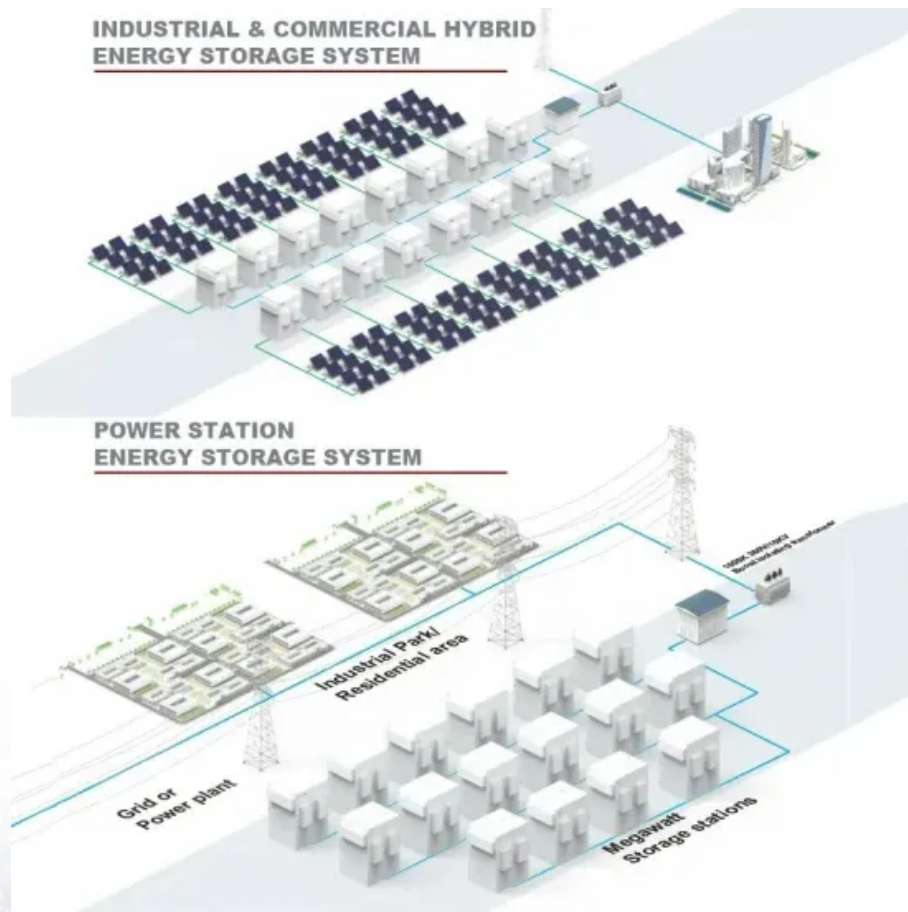 INDUSTRIAL & COMMERCIAL HYBRID
ENERGY STORAGE SYSTEM
POWER STATION
ENERGY STORAGE SYSTEM
Industrial Park/
Residential area
Grid or
Power plant
Megawatt
Storage stations